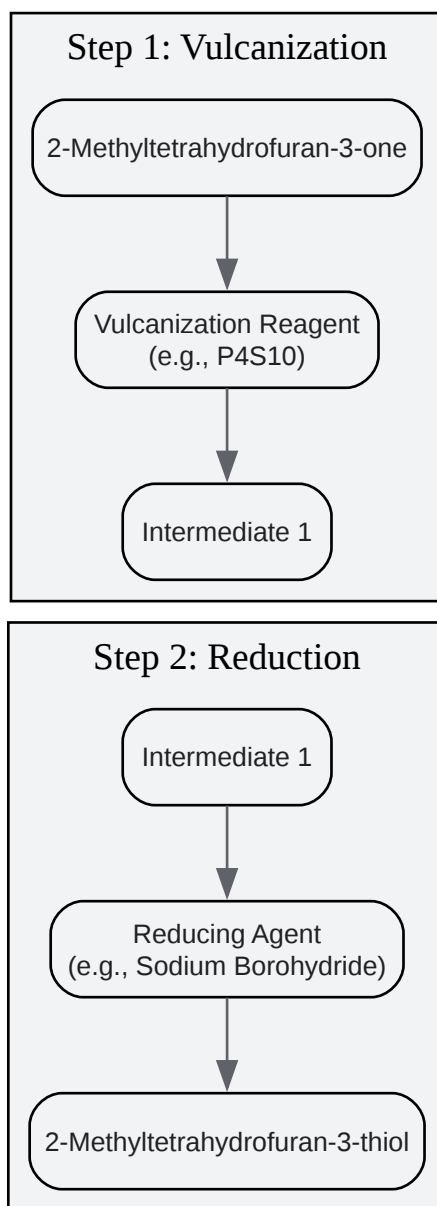 Step 1: Vulcanization
2-Methyltetrahydrofuran-3-one
Vulcanization Reagent
(e.g., P4S10)
Intermediate 1
Step 2: Reduction
Intermediate 1
Reducing Agent
(e.g., Sodium Borohydride)
2-Methyltetrahydrofuran-3-thiol